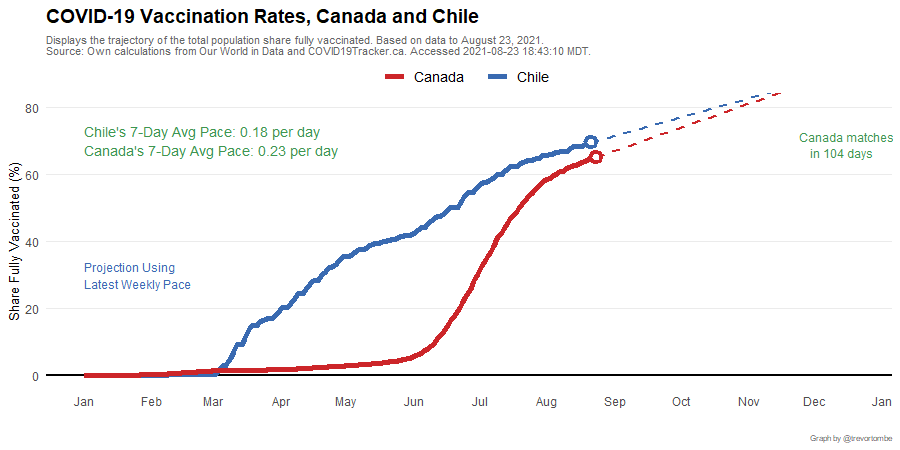 COVID-19 Vaccination Rates, Canada and Chile
Displays the trajectory of the total population share fully vaccinated. Based on data to August 23, 2021.
Source: Own calculations from Our World in Data and COVID19Tracker.ca. Accessed 2021-08-23 18:43:10 MDT.
Canada Chile
Share Fully Vaccinated (%)
80
60
40
20
0
Chile's 7-Day Avg Pace: 0.18 per day
Canada's 7-Day Avg Pace: 0.23 per day
Canada matches
in 104 days
Projection Using
Latest Weekly Pace
Jan Feb Mar Apr May Jun Jul Aug Sep Oct Nov Dec Jan
Graph by @trevortombe